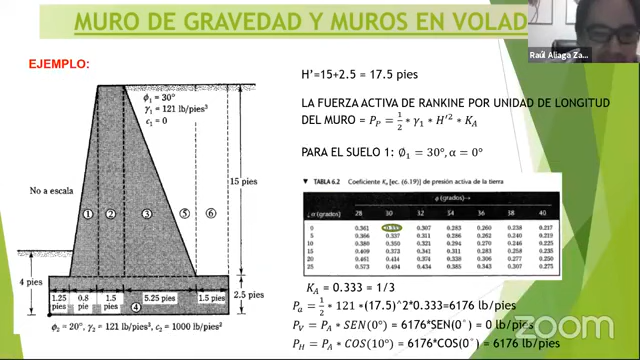 MURO DE GRAVEDAD Y MUROS EN VOLAD
Raúl Aliaga Za...
EJEMPLO:
H'=15+2.5 = 17.5 pies
LA FUERZA ACTIVA DE RANKINE POR UNIDAD DE LONGITUD
DEL MURO = P_P = 1/2 * γ₁ * H'² * K_A
PARA EL SUELO 1: ∅₁ = 30°, α = 0°
ϕ₁ = 30°
γ₁ = 121 lb/pies³
c₁ = 0
No a escala
15 pies
① ② ③ ⑤ ⑥
4 pies
2.5 pies
1.25 0.8 1.5 5.25 pies 1.5 pies
pies pie pies
④
ϕ₂ = 20°, γ₂ = 121 lb/pies³, c₂ = 1000 lb/pies²
▼ TABLA 6.2 Coeficiente Kₐ [ec. (6.19)] de presión activa de la tierra
ϕ (grados)→
↓α (grados) 28 30 32 34 36 38 40
0 0.361 0.333 0.307 0.283 0.260 0.238 0.217
5 0.366 0.337 0.311 0.286 0.262 0.240 0.219
10 0.380 0.350 0.321 0.294 0.270 0.246 0.225
15 0.409 0.373 0.341 0.311 0.283 0.258 0.235
20 0.461 0.414 0.374 0.338 0.306 0.277 0.250
25 0.573 0.494 0.434 0.385 0.343 0.307 0.275
K_A = 0.333 = 1/3
P_a = 1/2 * 121 * (17.5)^2*0.333=6176 lb/pies
P_V = P_A * SEN(0°) = 6176*SEN(0°) = 0 lb/pies
P_H = P_A * COS(10°) = 6176*COS(0°) = 6176 lb/pies
zoom